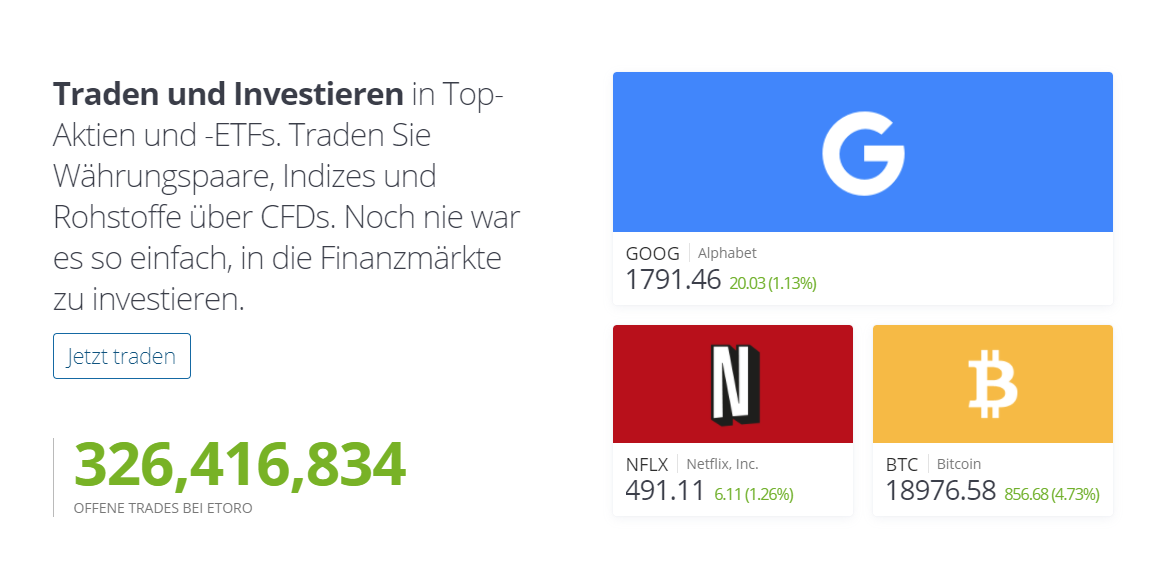 Traden und Investieren in Top-
Aktien und -ETFs. Traden Sie
Währungspaare, Indizes und
Rohstoffe über CFDs. Noch nie war
es so einfach, in die Finanzmärkte
zu investieren.
Jetzt traden
326,416,834
OFFENE TRADES BEI ETORO
G
GOOG Alphabet
1791.46 20.03 (1.13%)
N
NFLX Netflix, Inc.
491.11 6.11 (1.26%)
₿
BTC Bitcoin
18976.58 856.68 (4.73%)